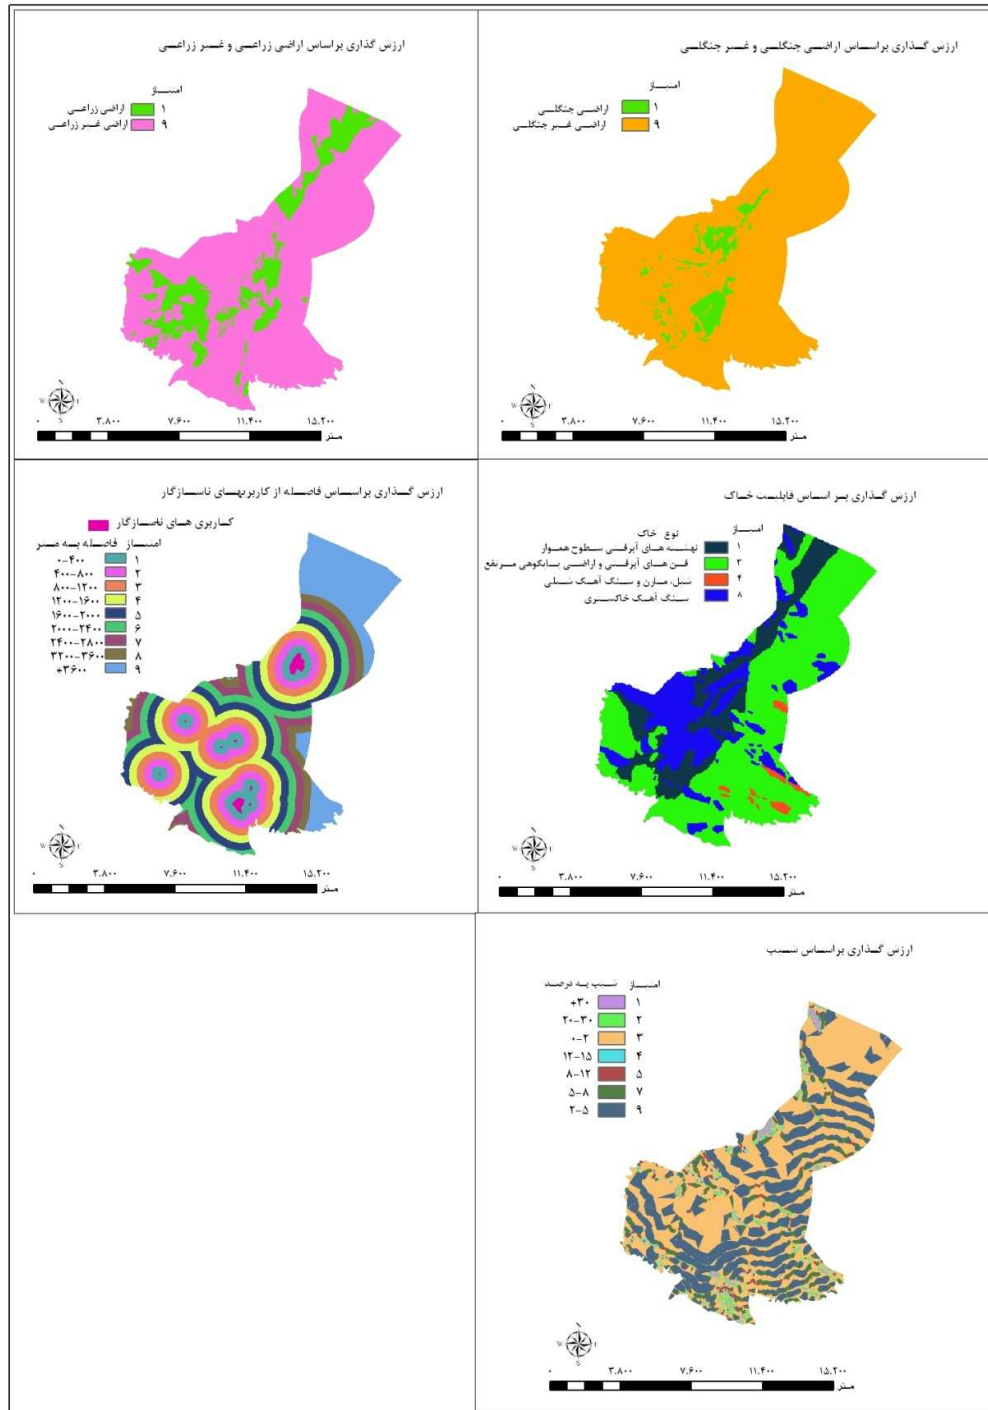 ارزش گذاری براساس اراضی جنگلی و غیر جنگلی
امتیاز
۱ اراضی جنگلی
۹ اراضی غیر جنگلی
N
W E
S
۰ ۳.۸۰۰ ۷.۶۰۰ ۱۱.۴۰۰ ۱۵.۲۰۰
متر
ارزش گذاری براساس اراضی زراعی و غیر زراعی
امتیاز
۱ اراضی زراعی
۹ اراضی غیر زراعی
N
W E
S
۰ ۳.۸۰۰ ۷.۶۰۰ ۱۱.۴۰۰ ۱۵.۲۰۰
متر
ارزش گذاری بر اساس قابلیت خاک
امتیاز نوع خاک
۱ نهشته های آبرفتی سطوح هموار
۳ فن های آبرفتی و اراضی پایکوهی مرتفع
۴ شیل، مارن و سنگ آهک شیلی
۸ سنگ آهک خاکستری
N
W E
S
۰ ۳.۸۰۰ ۷.۶۰۰ ۱۱.۴۰۰ ۱۵.۲۰۰
متر
ارزش گذاری براساس فاصله از کاربریهای ناسازگار
کاربری های ناسازگار
امتیاز فاصله به متر
۱ ۰-۴۰۰
۲ ۴۰۰-۸۰۰
۳ ۸۰۰-۱۲۰۰
۴ ۱۲۰۰-۱۶۰۰
۵ ۱۶۰۰-۲۰۰۰
۶ ۲۰۰۰-۲۴۰۰
۷ ۲۴۰۰-۲۸۰۰
۸ ۳۲۰۰-۳۶۰۰
۹ +۳۶۰۰
N
W E
S
۰ ۳.۸۰۰ ۷.۶۰۰ ۱۱.۴۰۰ ۱۵.۲۰۰
متر
ارزش گذاری براساس شیب
امتیاز شیب به درصد
۱ +۳۰
۲ ۲۰-۳۰
۳ ۰-۲
۴ ۱۲-۱۵
۵ ۸-۱۲
۷ ۵-۸
۹ ۲-۵
N
W E
S
۰ ۳.۸۰۰ ۷.۶۰۰ ۱۱.۴۰۰ ۱۵.۲۰۰
متر